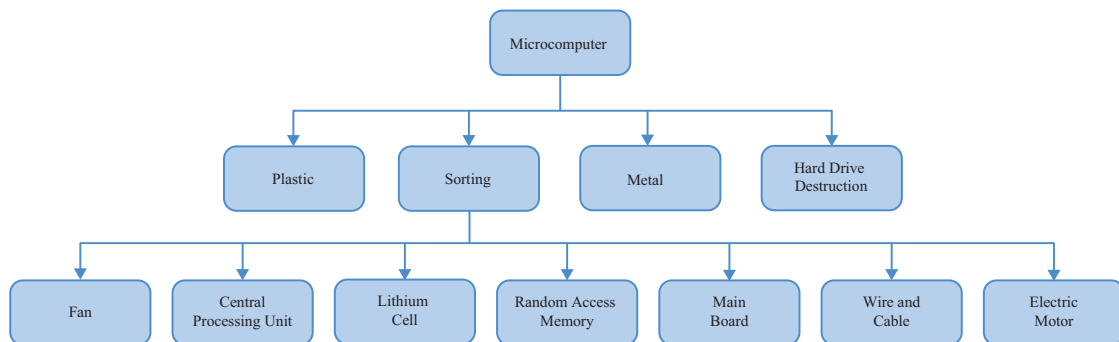 Microcomputer
Plastic
Sorting
Metal
Hard Drive
Destruction
Fan
Central
Processing Unit
Lithium
Cell
Random Access
Memory
Main
Board
Wire and
Cable
Electric
Motor